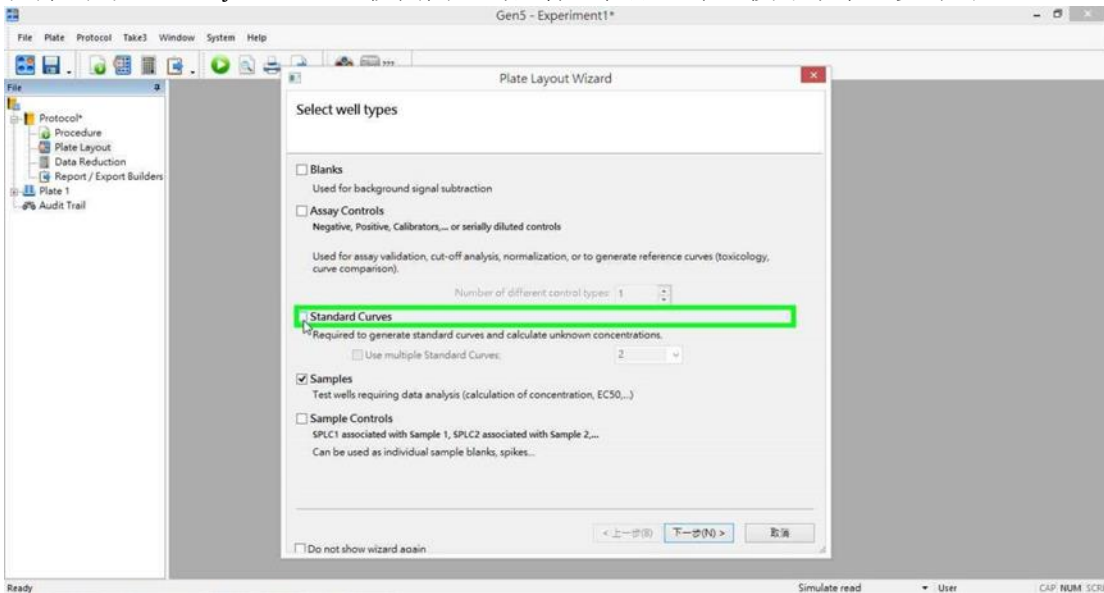 Gen5 - Experiment1*
File Plate Protocol Take3 Window System Help
???
File
Plate Layout Wizard
Protocol*
Procedure
Plate Layout
Data Reduction
Report / Export Builders
Plate 1
Audit Trail
Select well types
Blanks
Used for background signal subtraction
Assay Controls
Negative, Positive, Calibrators,... or serially diluted controls
Used for assay validation, cut-off analysis, normalization, or to generate reference curves (toxicology,
curve comparison).
Number of different control types: 1
Standard Curves
Required to generate standard curves and calculate unknown concentrations.
Use multiple Standard Curves: 2
Samples
Test wells requiring data analysis (calculation of concentration, EC50,...)
Sample Controls
SPLC1 associated with Sample 1, SPLC2 associated with Sample 2,...
Can be used as individual sample blanks, spikes...
<上一步(B) 下一步(N) > 取消
Do not show wizard again
Ready Simulate read User CAP NUM SCRL